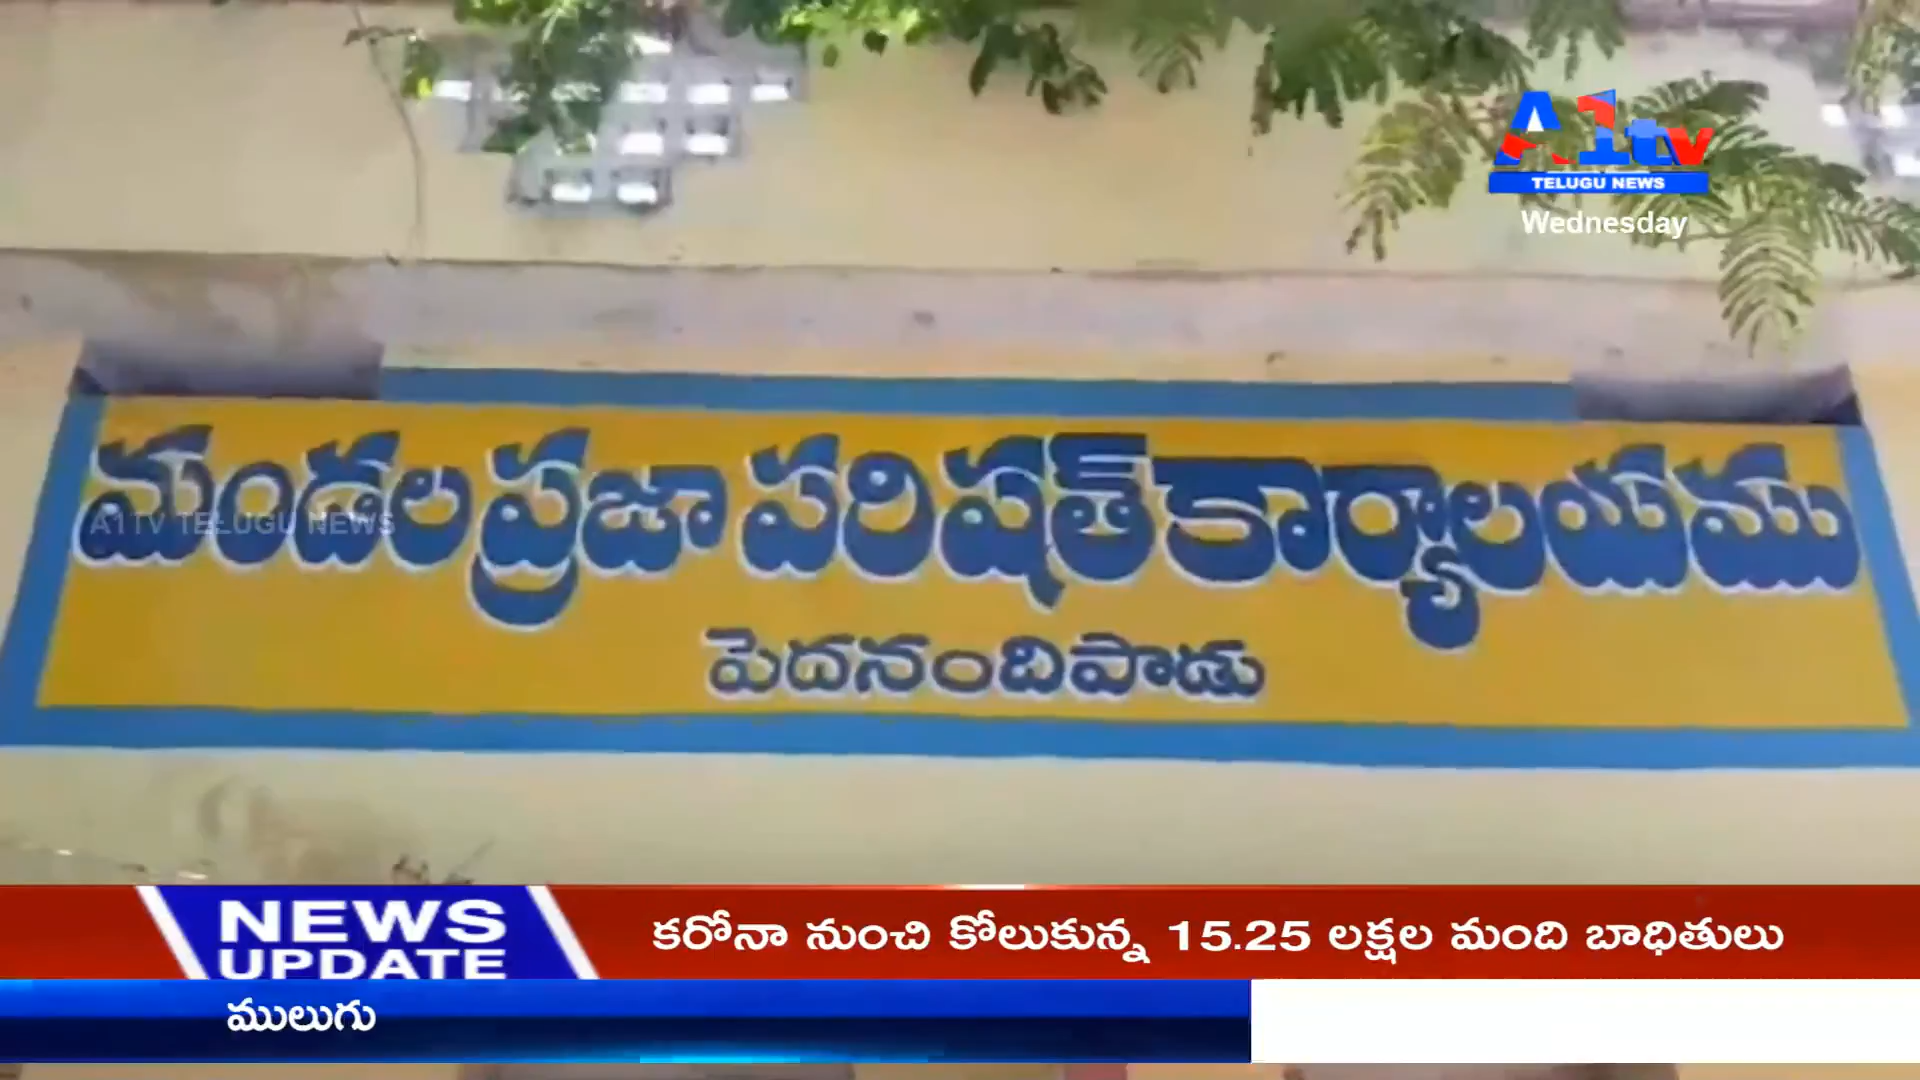 A1tv
TELUGU NEWS
Wednesday
మండల ప్రజా పరిషత్ కార్యాలయము
A1TV TELUGU NEWS
పెదనందిపాడు
NEWS
UPDATE
కరోనా నుంచి కోలుకున్న 15.25 లక్షల మంది బాధితులు
ములుగు